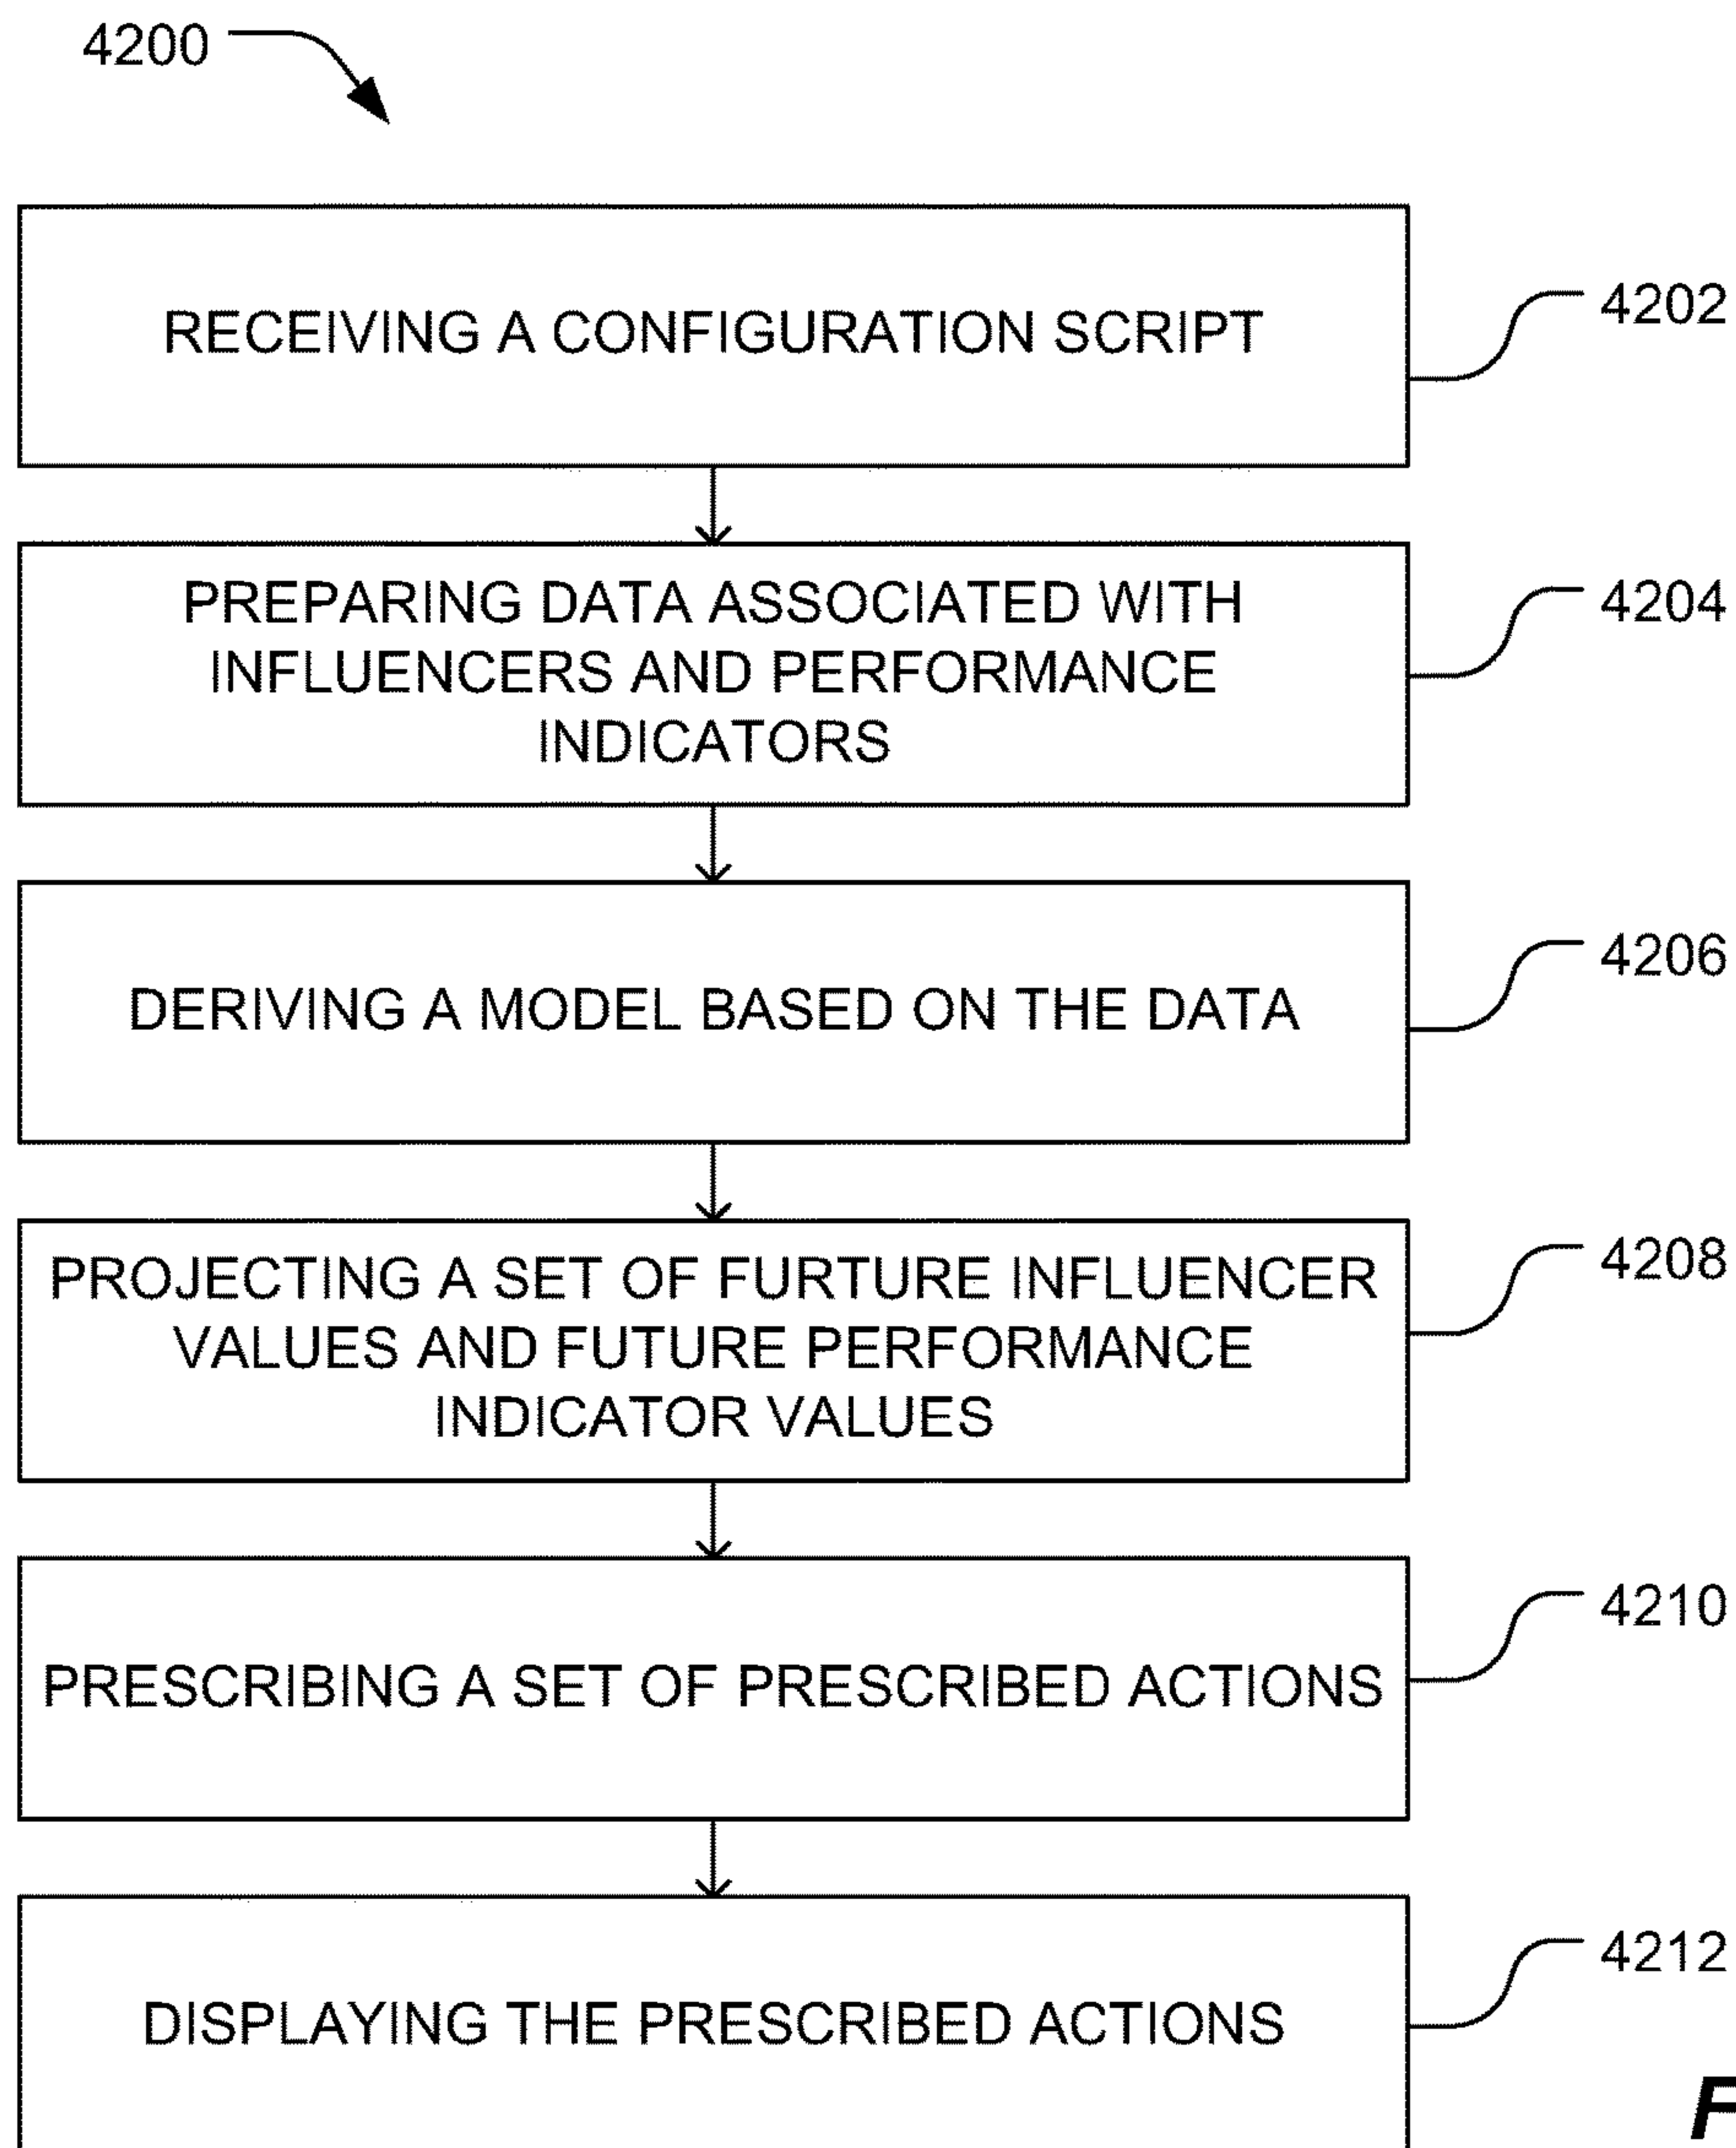 4200
RECEIVING A CONFIGURATION SCRIPT
4202
PREPARING DATA ASSOCIATED WITH
INFLUENCERS AND PERFORMANCE
INDICATORS
4204
DERIVING A MODEL BASED ON THE DATA
4206
PROJECTING A SET OF FURTURE INFLUENCER
VALUES AND FUTURE PERFORMANCE
INDICATOR VALUES
4208
PRESCRIBING A SET OF PRESCRIBED ACTIONS
4210
DISPLAYING THE PRESCRIBED ACTIONS
4212